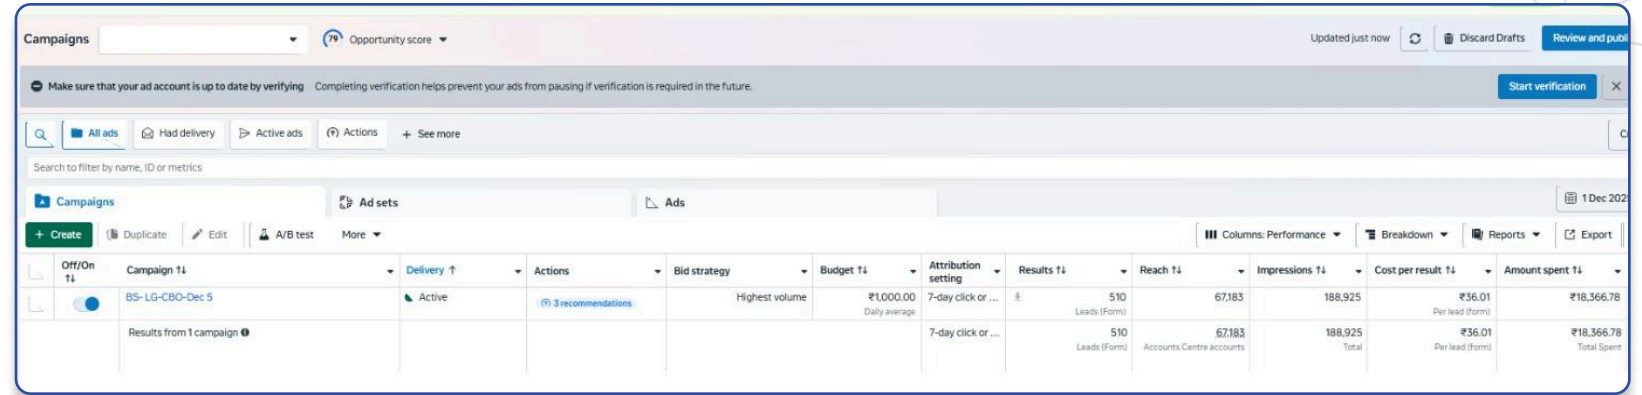 Campaigns
79 Opportunity score
Updated just now
Discard Drafts
Review and publi
Make sure that your ad account is up to date by verifying Completing verification helps prevent your ads from pausing if verification is required in the future.
Start verification
All ads Had delivery Active ads Actions + See more
Search to filter by name, ID or metrics
Campaigns Ad sets Ads
1 Dec 202
+ Create Duplicate Edit A/B test More Columns: Performance Breakdown Reports Export
Off/On Campaign Delivery ↑ Actions Bid strategy Budget Attribution setting Results Reach Impressions Cost per result Amount spent
BS- LG-CBO-Dec 5 Active 3 recommendations Highest volume ₹1,000.00 7-day click or ... 510 67,183 188,925 ₹36.01 ₹18,366.78
Daily average Leads (Form) Per lead (form)
Results from 1 campaign 7-day click or ... 510 67,183 188,925 ₹36.01 ₹18,366.78
Leads (Form) Accounts Centre accounts Total Per lead (form) Total Spent